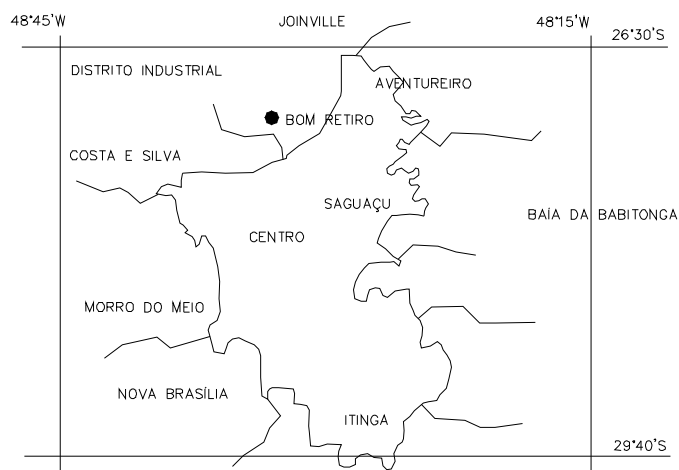 48°45'W
JOINVILLE
48°15'W
26°30'S
DISTRITO INDUSTRIAL
AVENTUREIRO
BOM RETIRO
COSTA E SILVA
SAGUAÇU
BAÍA DA BABITONGA
CENTRO
MORRO DO MEIO
NOVA BRASÍLIA
ITINGA
29°40'S